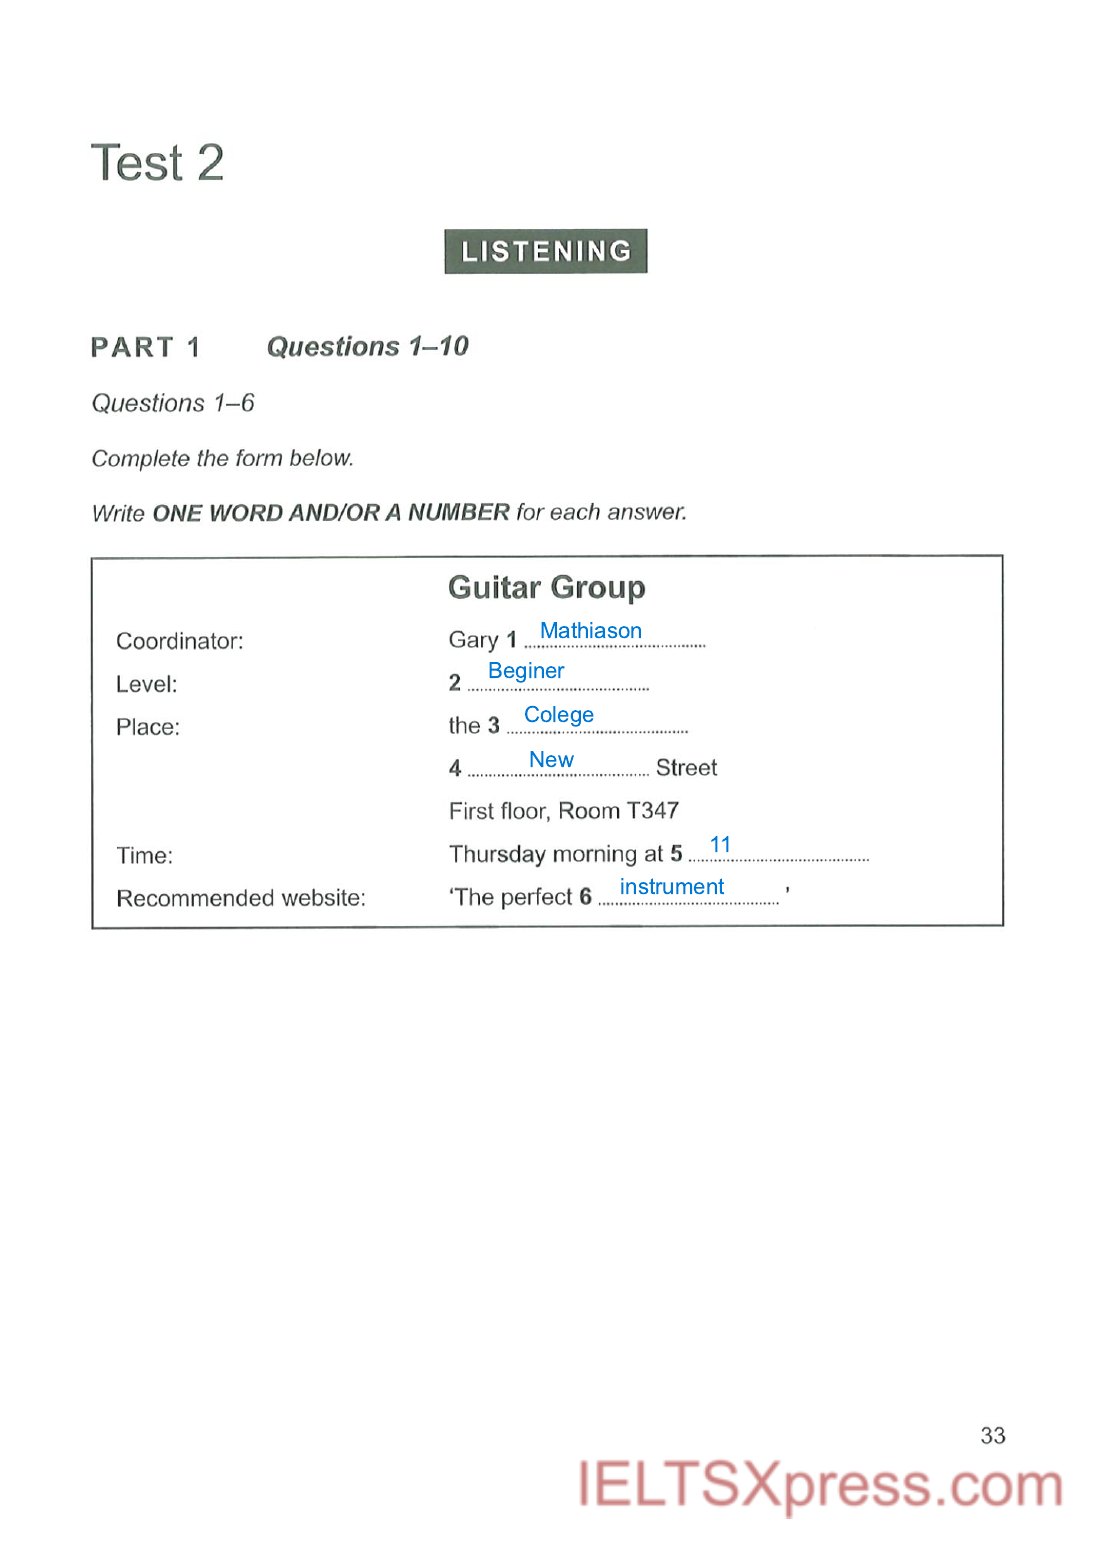 Test 2
LISTENING
PART 1 Questions 1–10
Questions 1–6
Complete the form below.
Write ONE WORD AND/OR A NUMBER for each answer.
Guitar Group
Coordinator: Gary 1 Mathiason
Level: 2 Beginer
Place: the 3 Colege
4 New Street
First floor, Room T347
Time: Thursday morning at 5 11
Recommended website: 'The perfect 6 instrument '
33
IELTSXpress.com